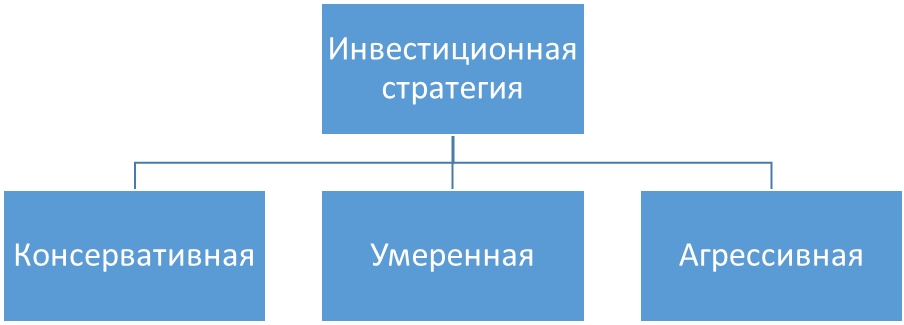 Инвестиционная
стратегия
Консервативная
Умеренная
Агрессивная